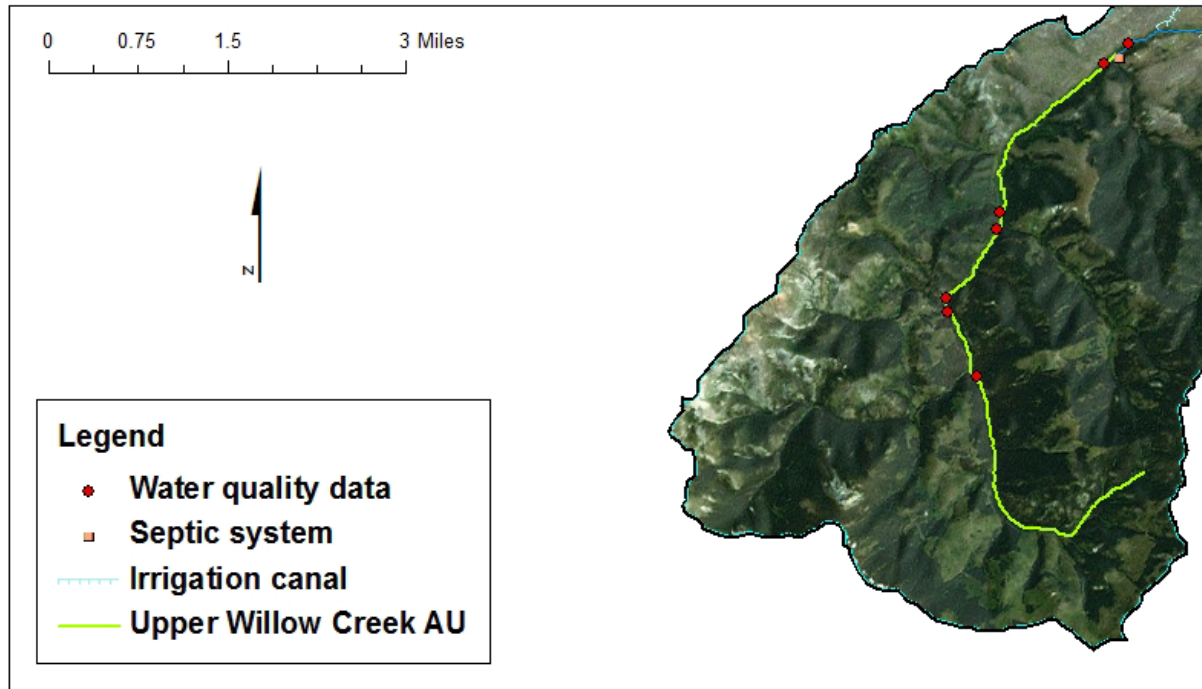 0 0.75 1.5 3 Miles
N
Legend
Water quality data
Septic system
Irrigation canal
Upper Willow Creek AU